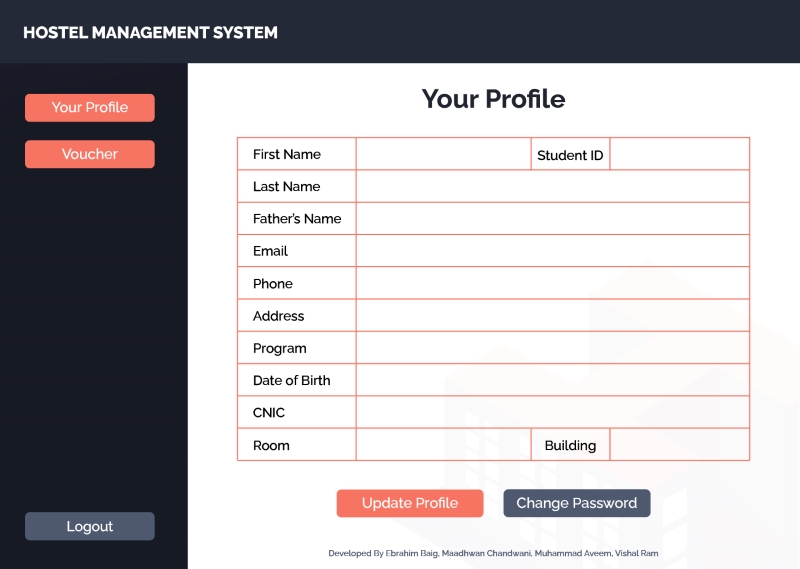 HOSTEL MANAGEMENT SYSTEM
Your Profile
Voucher
Logout
Your Profile
First Name Student ID
Last Name
Father's Name
Email
Phone
Address
Program
Date of Birth
CNIC
Room Building
Update Profile Change Password
Developed By Ebrahim Baig, Maadhwan Chandwani, Muhammad Aveem, Vishal Ram